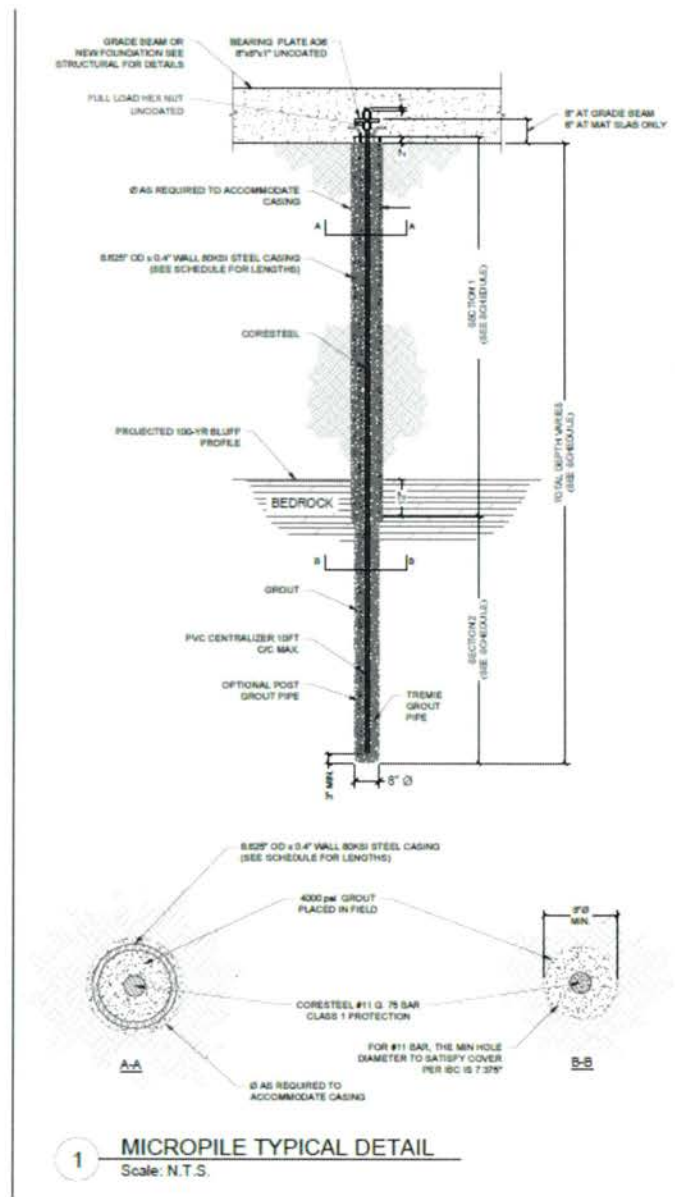 GRADE BEAM OR
NEW FOUNDATION SEE
STRUCTURAL FOR DETAILS
BEARING PLATE A36
8"x8"x1" UNCOATED
FULL LOAD HEX NUT
UNCOATED
6" AT GRADE BEAM
6" AT MAT SLAB ONLY
2"
Ø AS REQUIRED TO ACCOMMODATE
CASING
A
A
OD x 0.4" WALL 80KSI STEEL CASING
(SEE SCHEDULE FOR LENGTHS)
SECTION 1
(SEE SCHEDULE)
CORESTEEL
TOTAL DEPTH VARIES
(SEE SCHEDULE)
PROJECTED 100-YR BLUFF
PROFILE
BEDROCK
12"
B
B
GROUT
PVC CENTRALIZER 10FT
C/C MAX.
SECTION 2
(SEE SCHEDULE)
OPTIONAL POST
GROUT PIPE
TREMIE
GROUT
PIPE
3" MIN.
8" Ø
OD x 0.4" WALL 80KSI STEEL CASING
(SEE SCHEDULE FOR LENGTHS)
4000 psi GROUT
PLACED IN FIELD
8"Ø
MIN.
CORESTEEL #11 G. 75 BAR
CLASS 1 PROTECTION
FOR #11 BAR, THE MIN HOLE
DIAMETER TO SATISFY COVER
PER IBC IS 7.375"
A-A
B-B
Ø AS REQUIRED TO
ACCOMMODATE CASING
1
MICROPILE TYPICAL DETAIL
Scale: N.T.S.